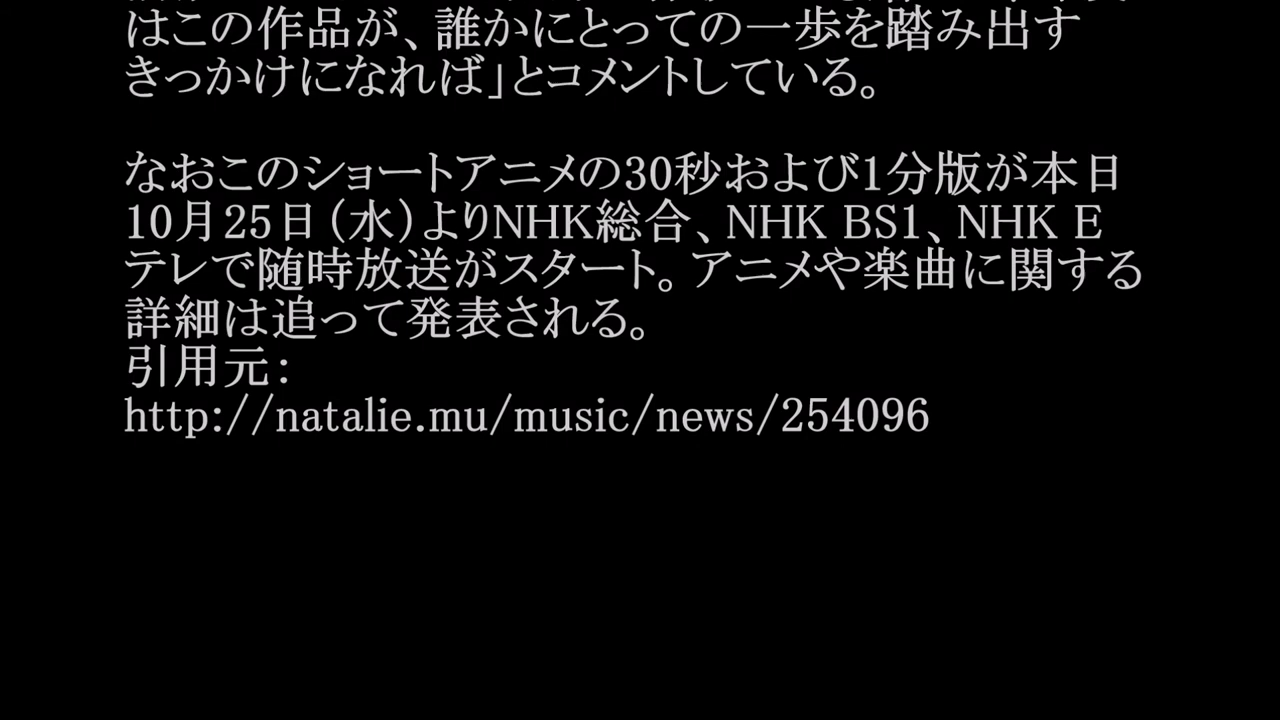 はこの作品が、誰かにとっての一歩を踏み出す
きっかけになれば」とコメントしている。
なおこのショートアニメの30秒および1分版が本日
10月25日（水）よりNHK総合、NHK BS1、NHK E
テレで随時放送がスタート。アニメや楽曲に関する
詳細は追って発表される。
引用元：
http://natalie.mu/music/news/254096